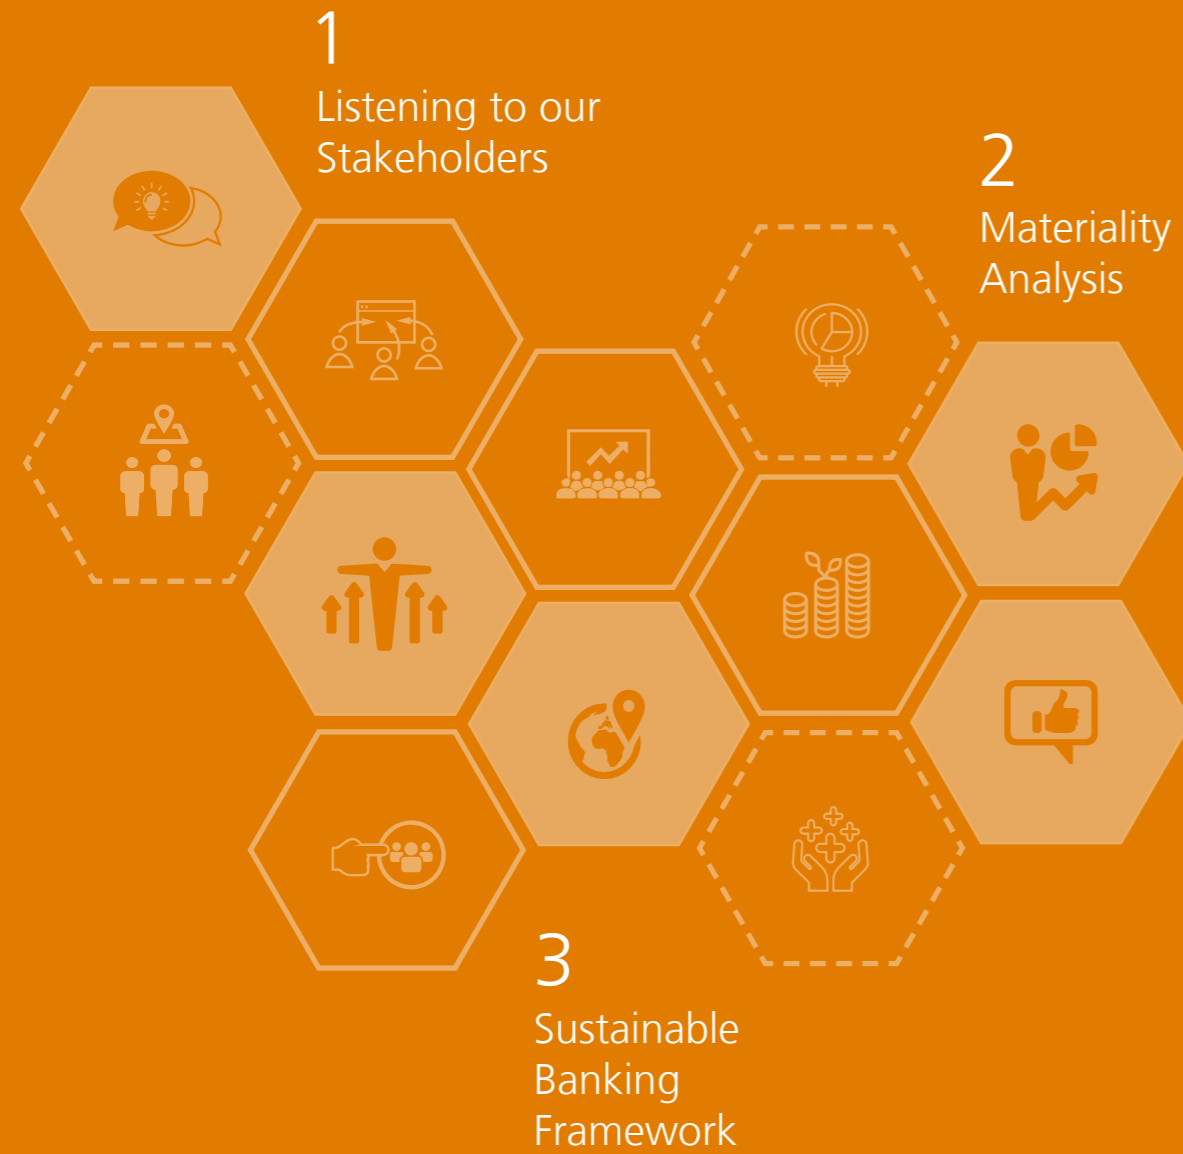 1
Listening to our
Stakeholders
2
Materiality
Analysis
3
Sustainable
Banking
Framework